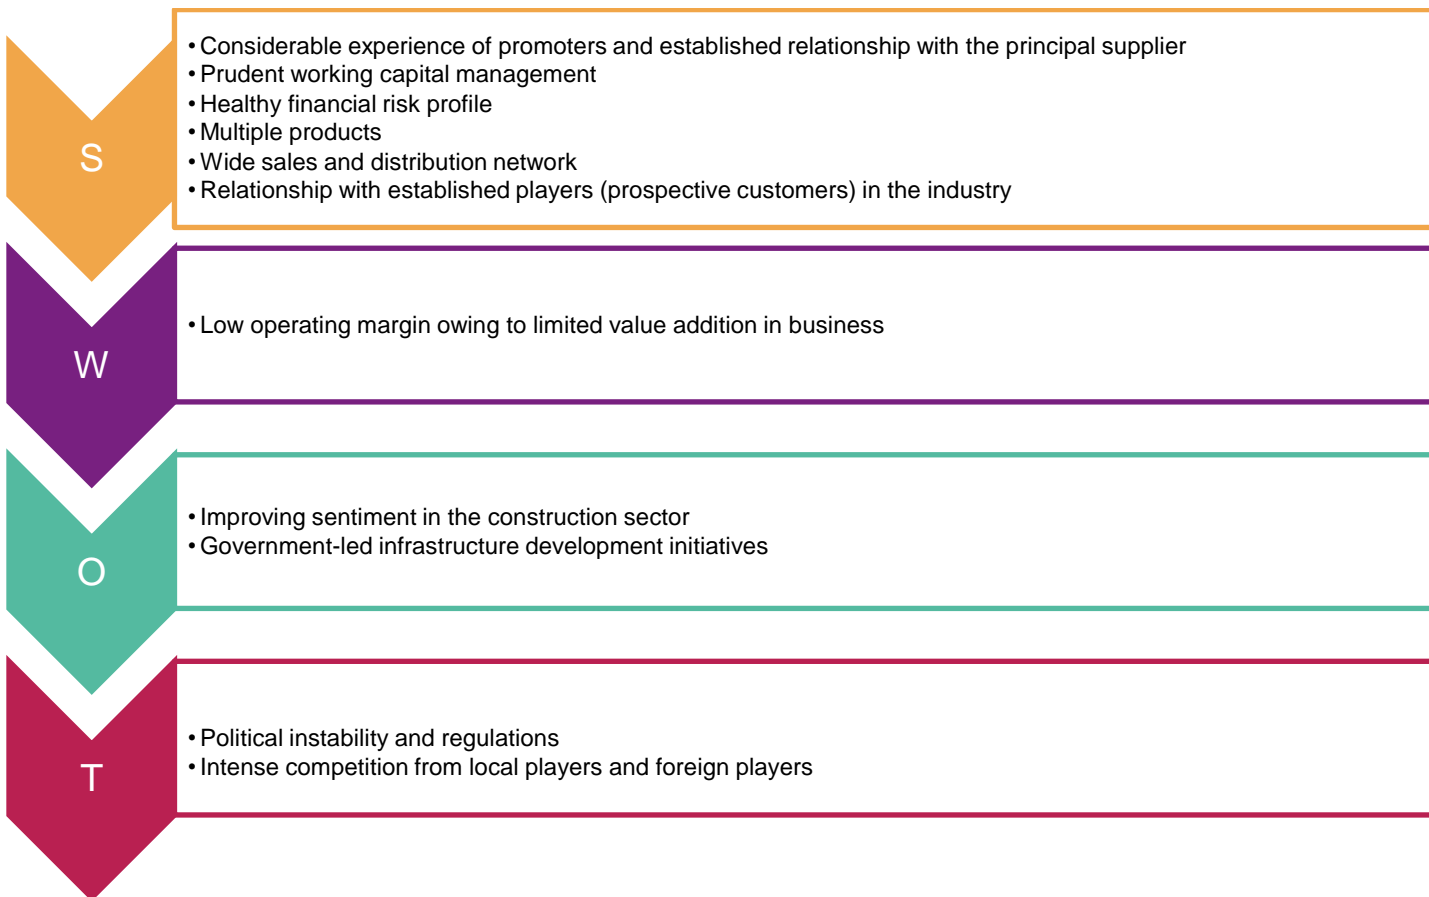 S
• Considerable experience of promoters and established relationship with the principal supplier
• Prudent working capital management
• Healthy financial risk profile
• Multiple products
• Wide sales and distribution network
• Relationship with established players (prospective customers) in the industry
W
• Low operating margin owing to limited value addition in business
O
• Improving sentiment in the construction sector
• Government-led infrastructure development initiatives
T
• Political instability and regulations
• Intense competition from local players and foreign players